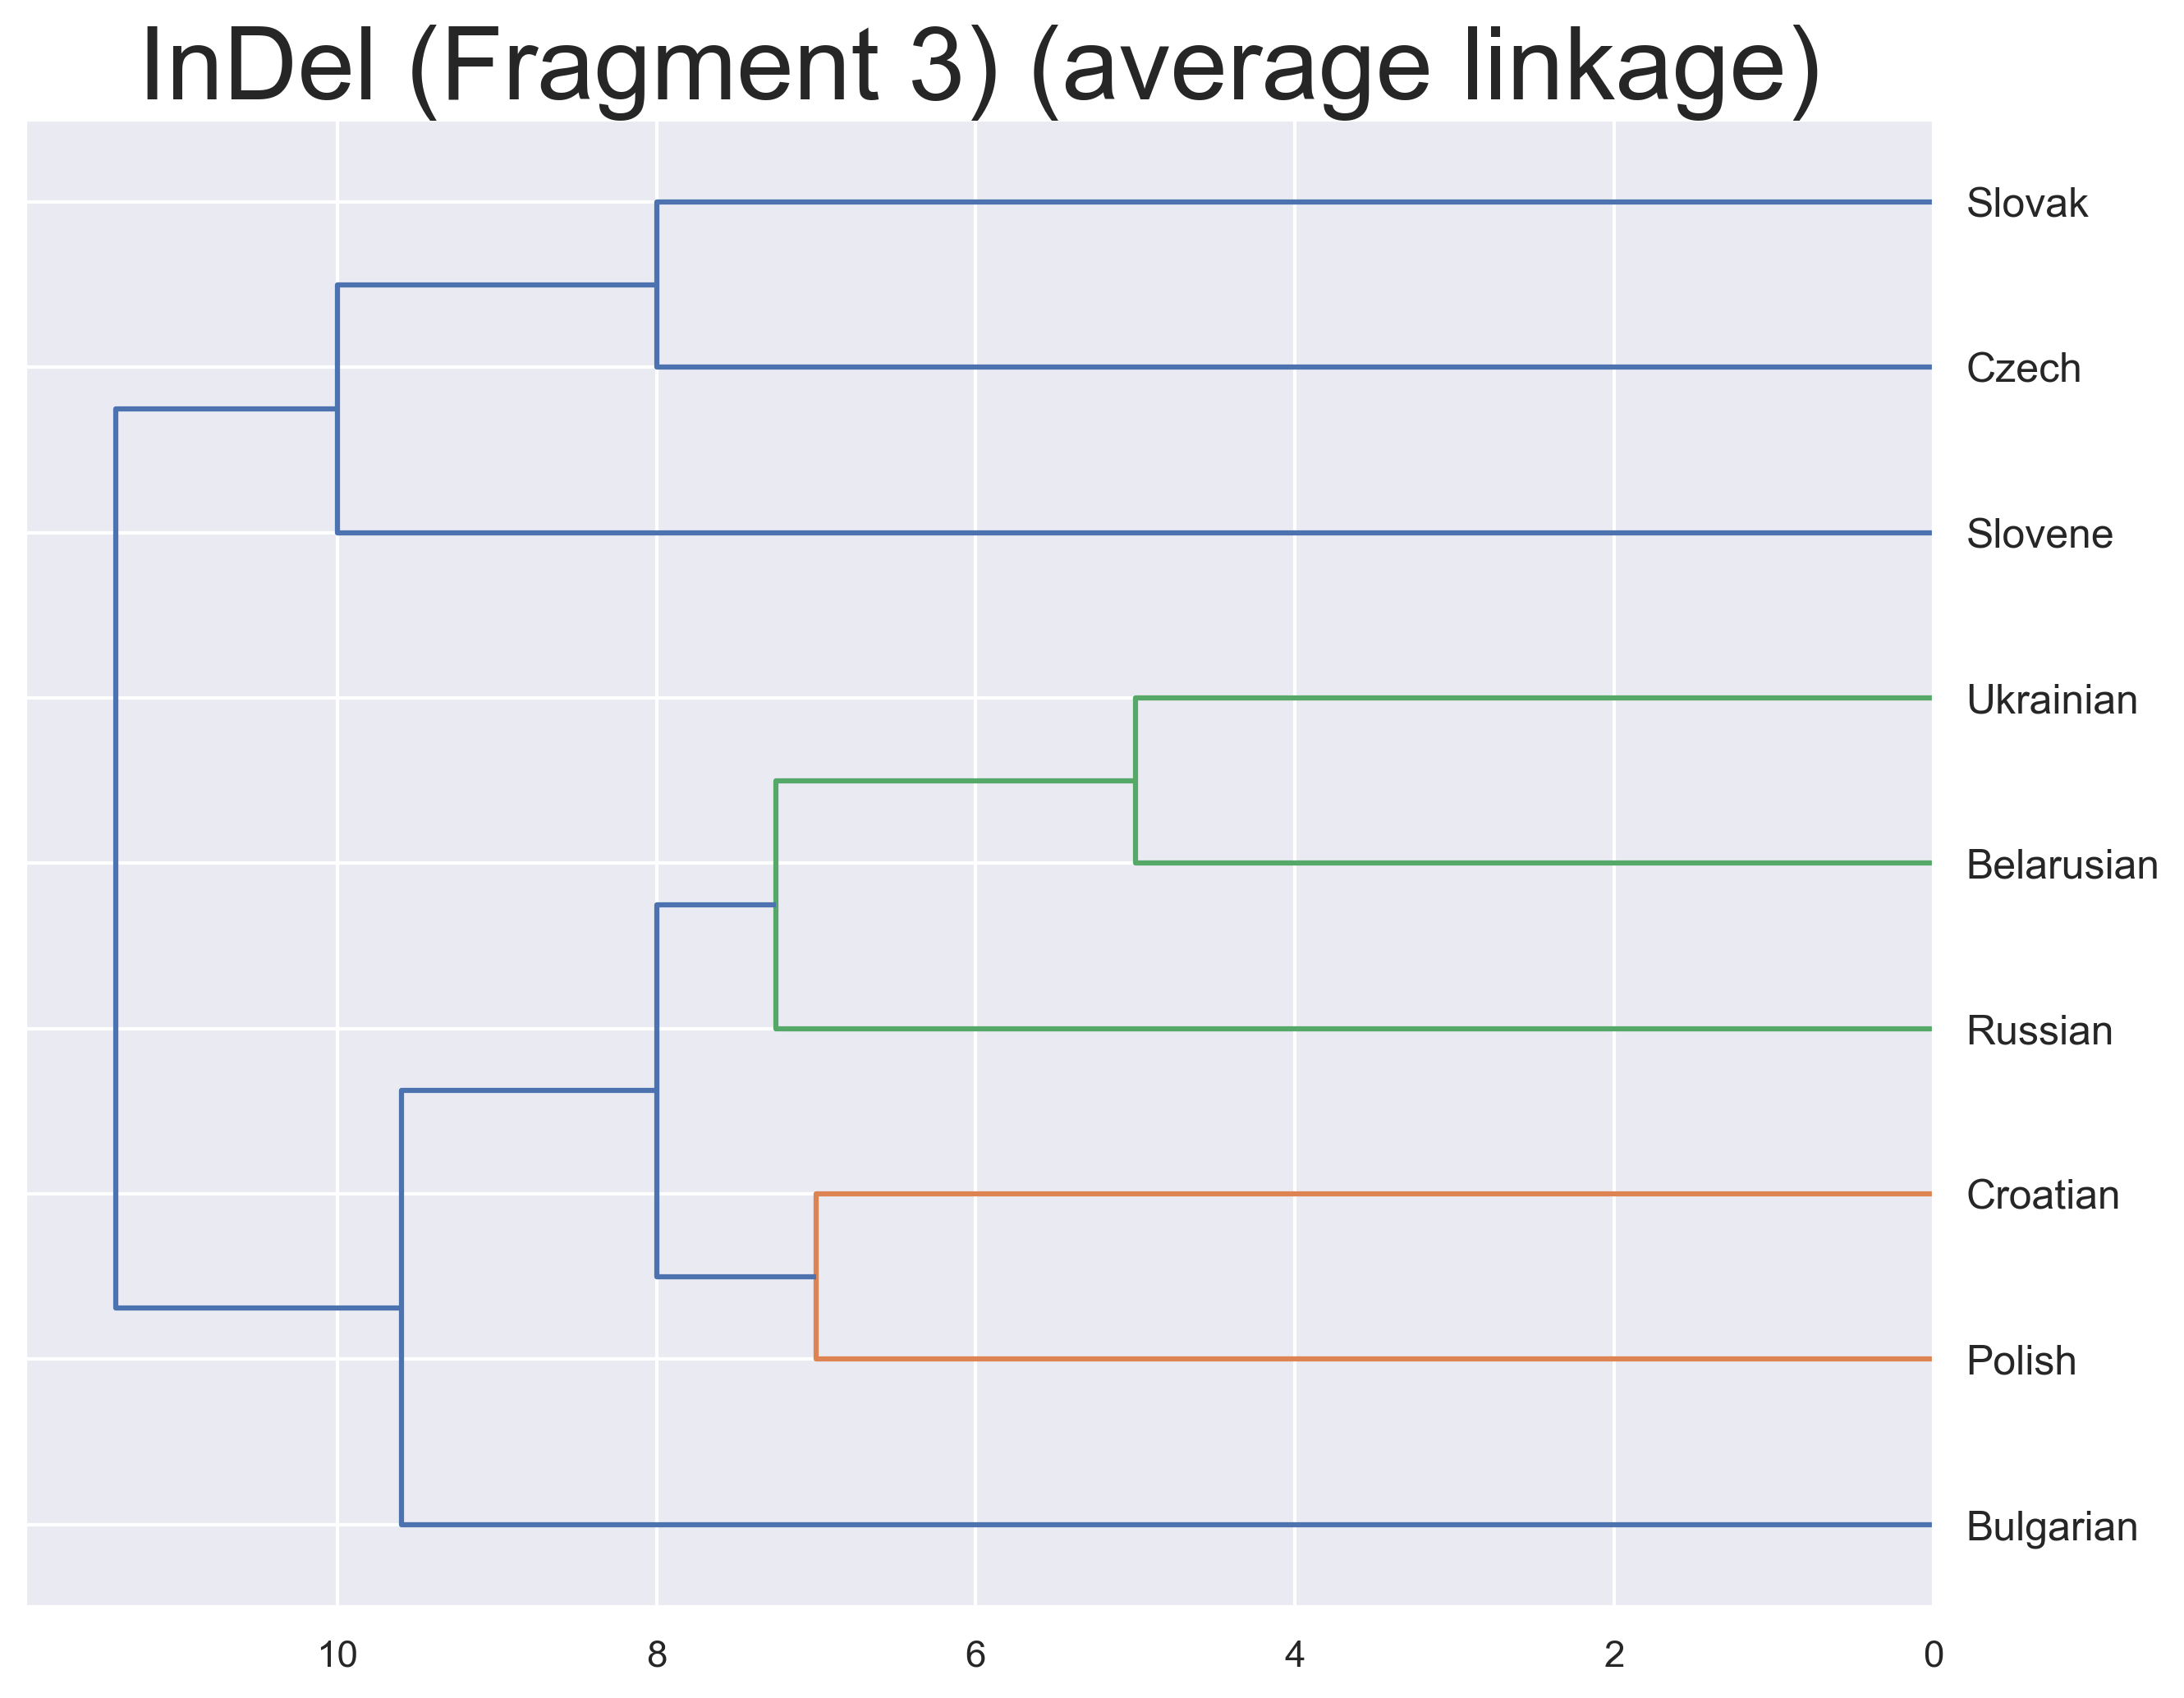 InDel (Fragment 3) (average linkage)
Slovak
Czech
Slovene
Ukrainian
Belarusian
Russian
Croatian
Polish
Bulgarian
10 8 6 4 2 0